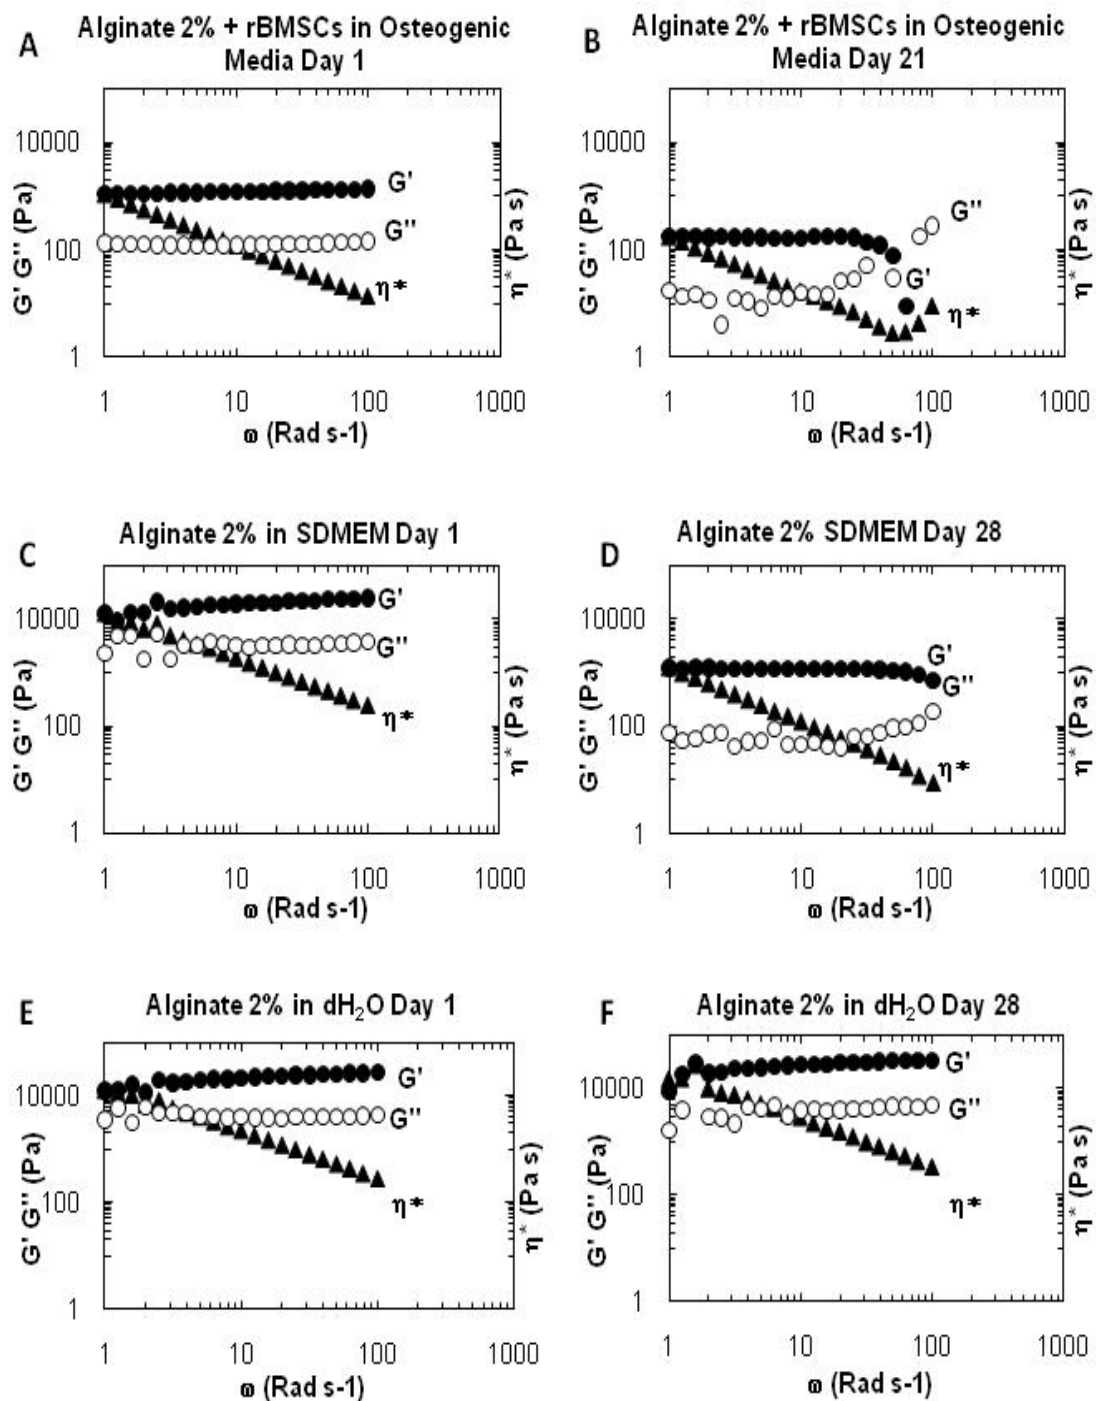 A
Alginate 2% + rBMSCs in Osteogenic
Media Day 1
10000
100
1
G' G'' (Pa)
G'
G''
η*
η* (Pa s)
1 10 100 1000
ω (Rad s-1)
B
Alginate 2% + rBMSCs in Osteogenic
Media Day 21
10000
100
1
G' G'' (Pa)
G''
G'
η*
η* (Pa s)
1 10 100 1000
ω (Rad s-1)
C
Alginate 2% in SDMEM Day 1
10000
100
1
G' G'' (Pa)
G'
G''
η*
η* (Pa s)
1 10 100 1000
ω (Rad s-1)
D
Alginate 2% SDMEM Day 28
10000
100
1
G' G'' (Pa)
G'
G''
η*
η* (Pa s)
1 10 100 1000
ω (Rad s-1)
E
Alginate 2% in dH₂O Day 1
10000
100
1
G' G'' (Pa)
G'
G''
η*
η* (Pa s)
1 10 100 1000
ω (Rad s-1)
F
Alginate 2% in dH₂O Day 28
10000
100
1
G' G'' (Pa)
G'
G''
η*
η* (Pa s)
1 10 100 1000
ω (Rad s-1)